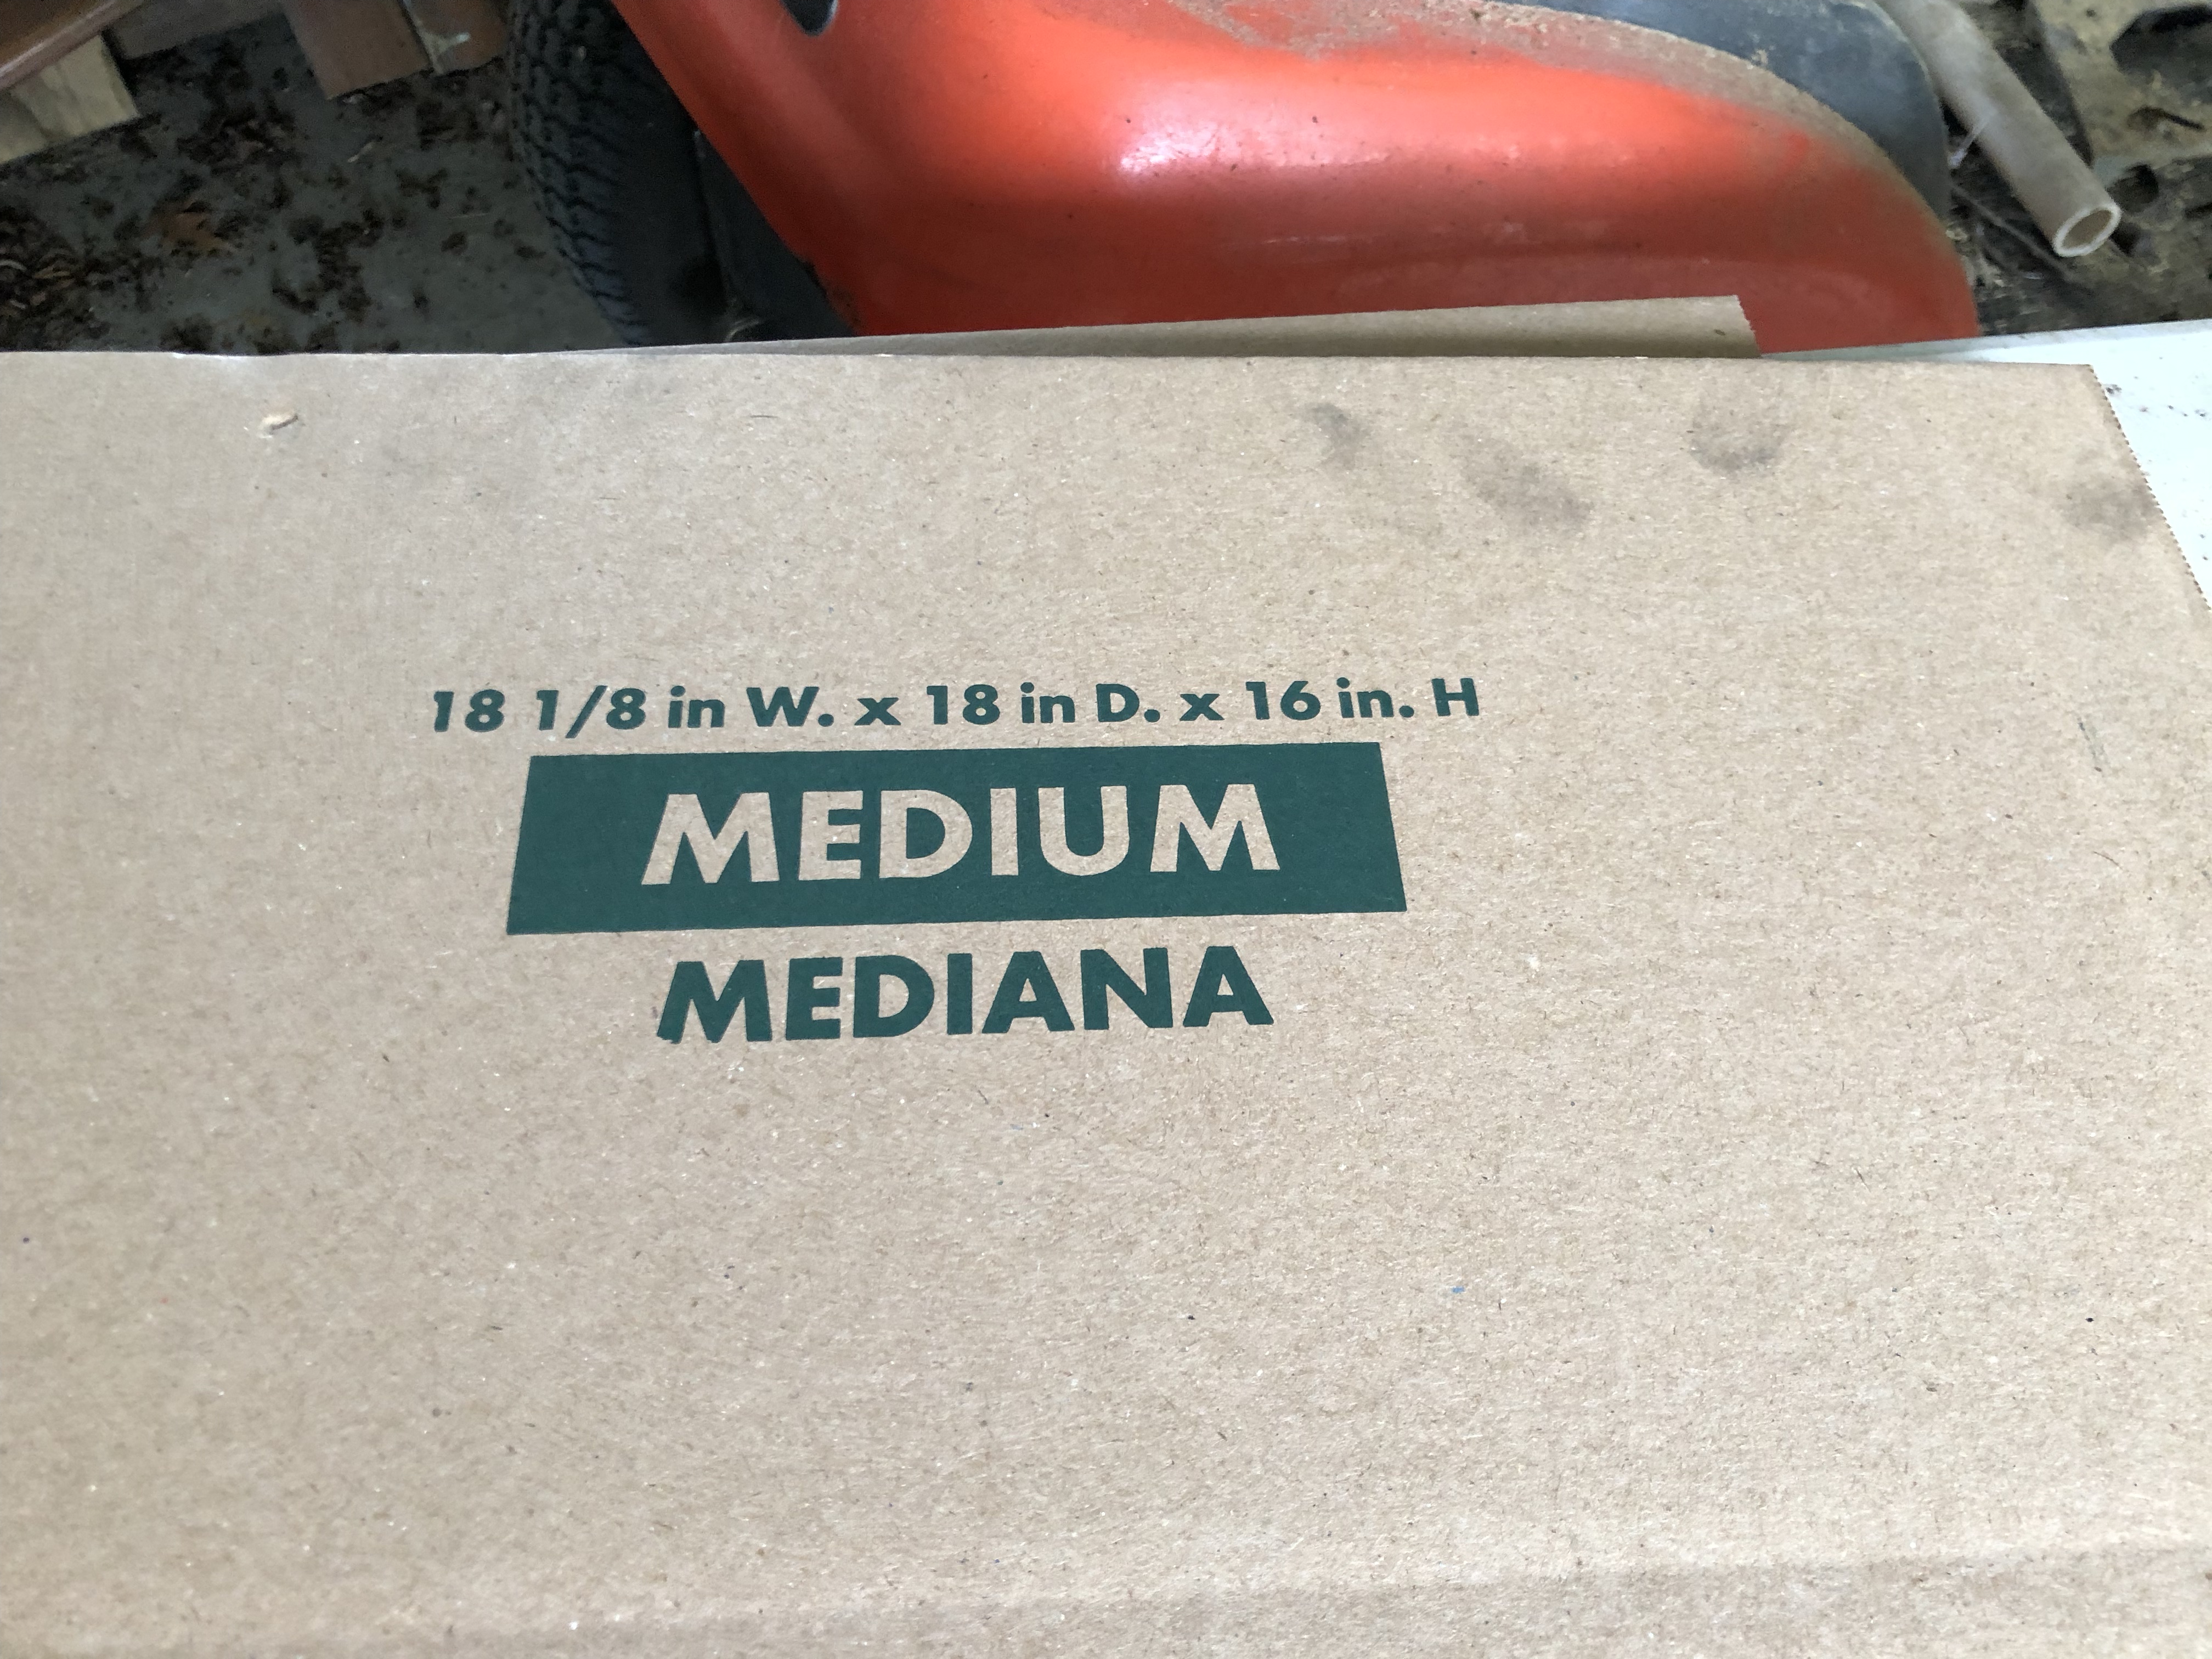 18 1/8 in W. x 18 in D. x 16 in. H
MEDIUM
MEDIANA